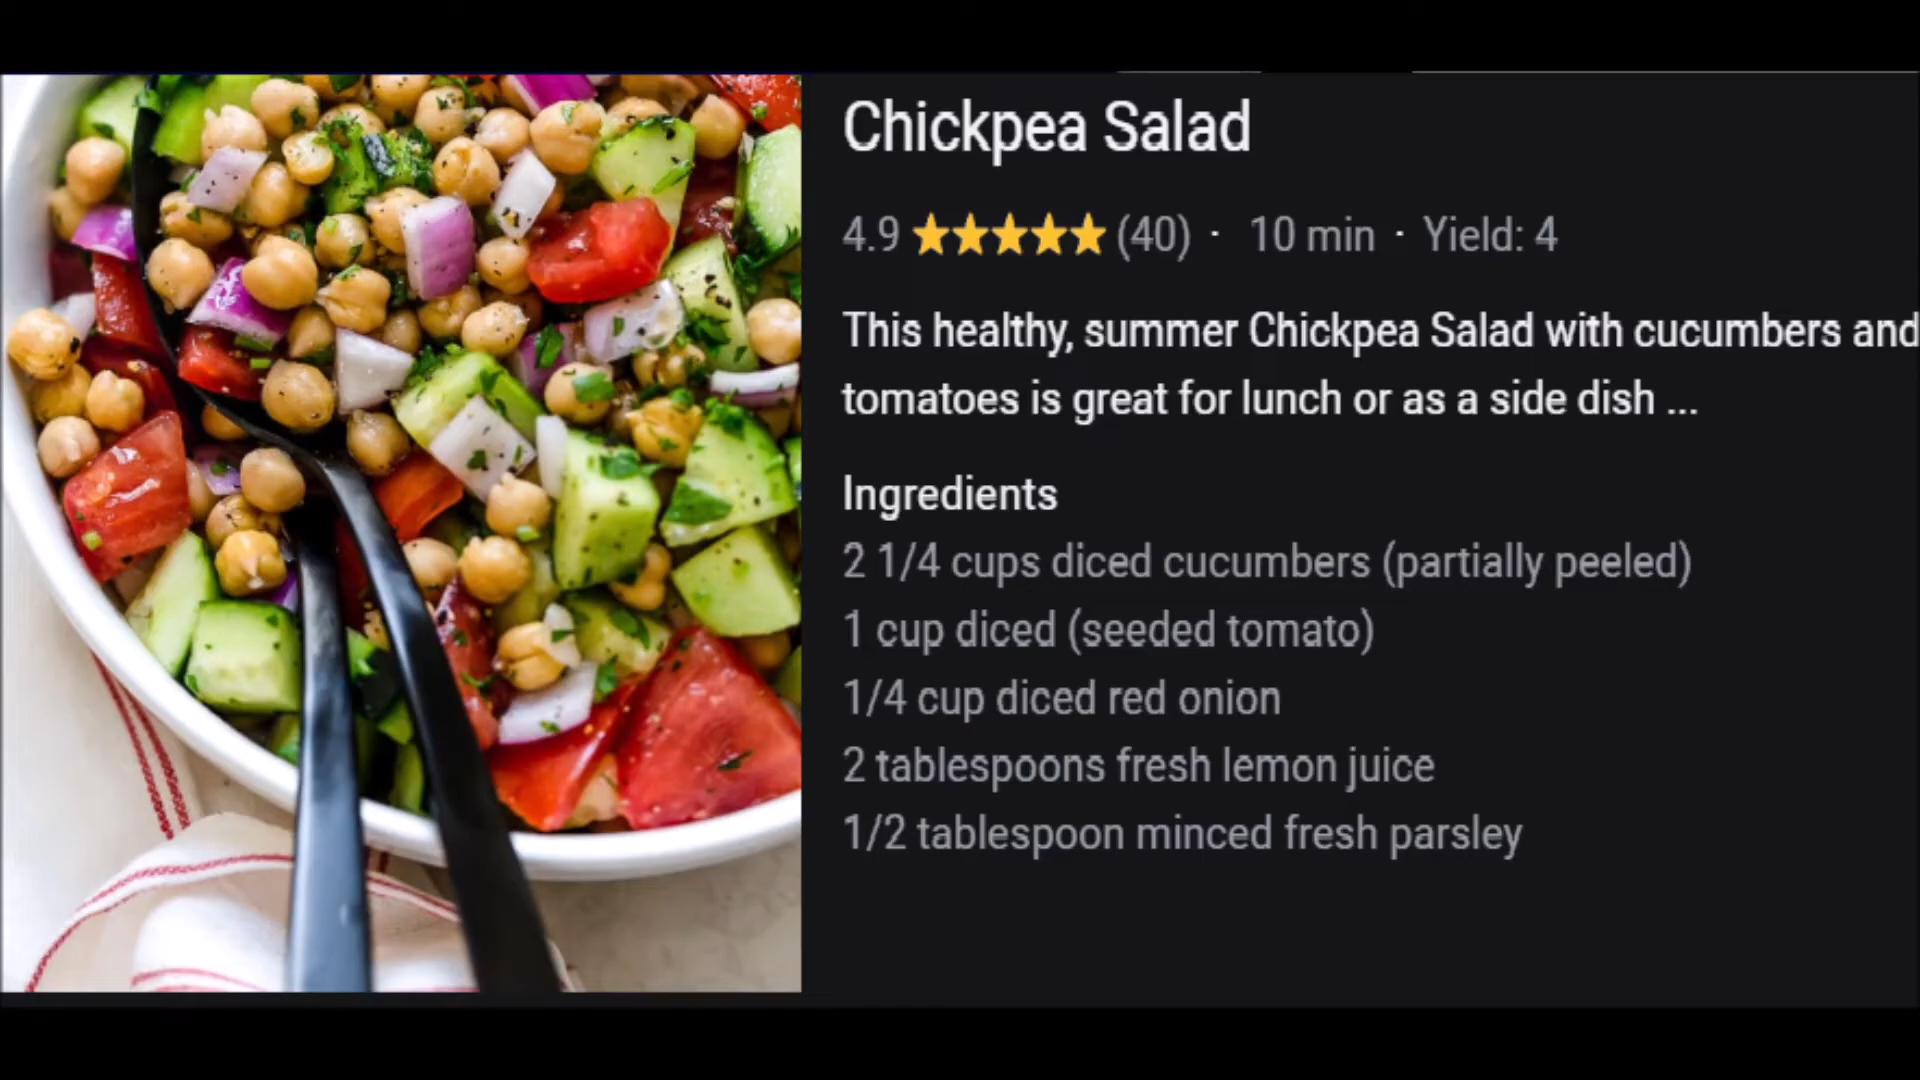 Chickpea Salad
4.9 ⭐⭐⭐⭐⭐ (40) · 10 min · Yield: 4
This healthy, summer Chickpea Salad with cucumbers and
tomatoes is great for lunch or as a side dish ...
Ingredients
2 1/4 cups diced cucumbers (partially peeled)
1 cup diced (seeded tomato)
1/4 cup diced red onion
2 tablespoons fresh lemon juice
1/2 tablespoon minced fresh parsley